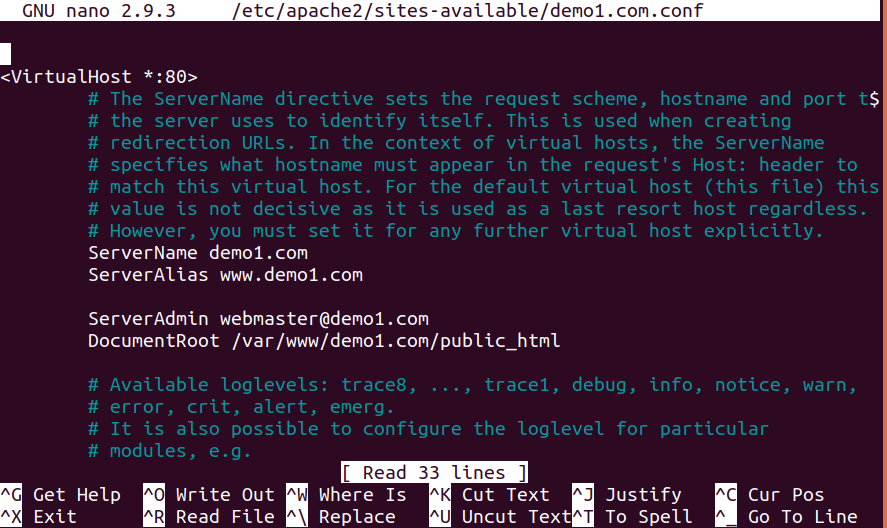 GNU nano 2.9.3 /etc/apache2/sites-available/demo1.com.conf
<VirtualHost *:80>
# The ServerName directive sets the request scheme, hostname and port t$
# the server uses to identify itself. This is used when creating
# redirection URLs. In the context of virtual hosts, the ServerName
# specifies what hostname must appear in the request's Host: header to
# match this virtual host. For the default virtual host (this file) this
# value is not decisive as it is used as a last resort host regardless.
# However, you must set it for any further virtual host explicitly.
ServerName demo1.com
ServerAlias www.demo1.com
ServerAdmin webmaster@demo1.com
DocumentRoot /var/www/demo1.com/public_html
# Available loglevels: trace8, ..., trace1, debug, info, notice, warn,
# error, crit, alert, emerg.
# It is also possible to configure the loglevel for particular
# modules, e.g.
[ Read 33 lines ]
^G Get Help ^O Write Out ^W Where Is ^K Cut Text ^J Justify ^C Cur Pos
^X Exit ^R Read File ^\ Replace ^U Uncut Text ^T To Spell ^_ Go To Line